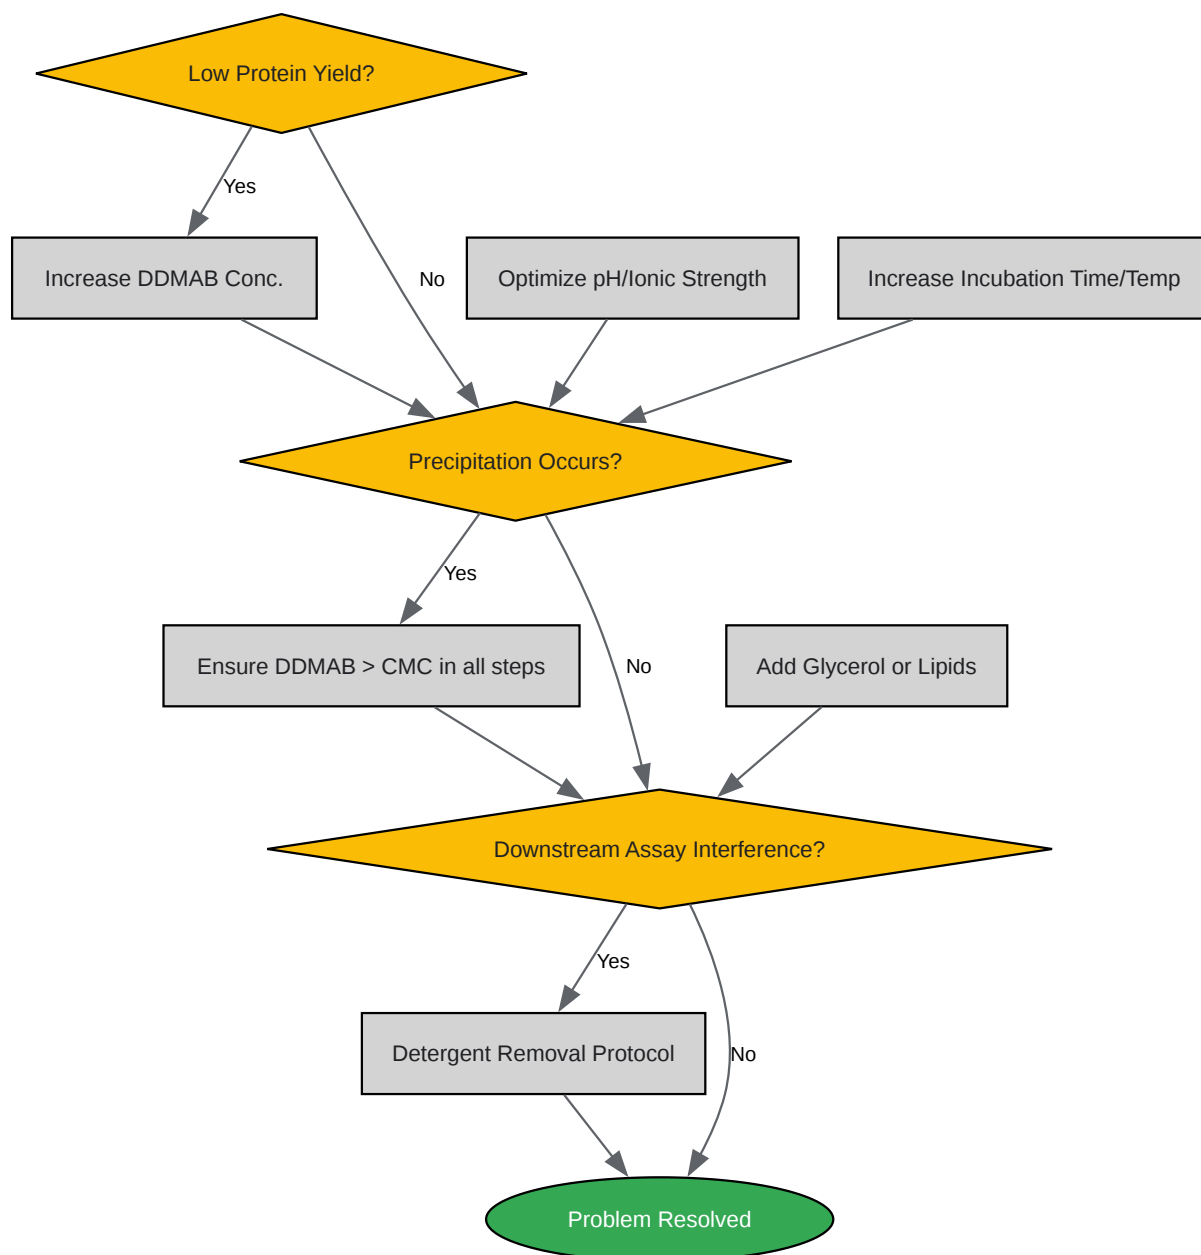 Low Protein Yield?
Yes
Increase DDMAB Conc.
No
Optimize pH/Ionic Strength
Increase Incubation Time/Temp
Precipitation Occurs?
Yes
Ensure DDMAB > CMC in all steps
No
Add Glycerol or Lipids
Downstream Assay Interference?
Yes
Detergent Removal Protocol
No
Problem Resolved